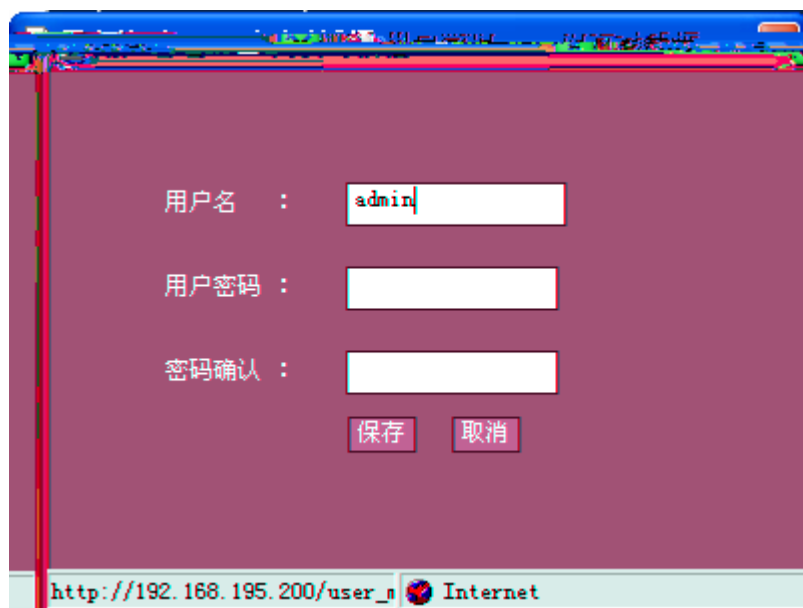 用户名 : admin
用户密码 :
密码确认 :
保存 取消
http://192.168.195.200/user_ Internet